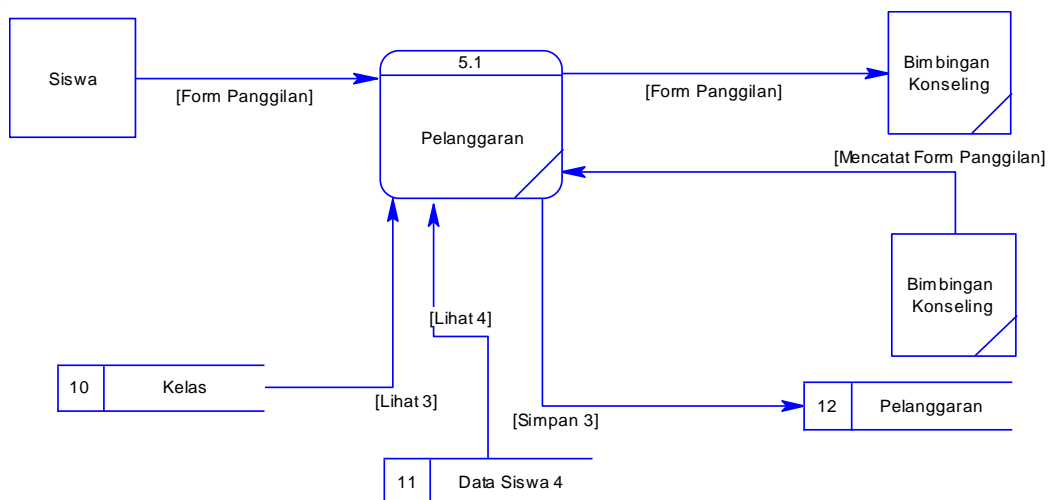 5.1
Siswa
Pelanggaran
[Form Panggilan]
[Form Panggilan]
Bimbingan
Konseling
[Mencatat Form Panggilan]
Bimbingan
Konseling
[Lihat 4]
10 Kelas
[Lihat 3]
[Simpan 3]
12 Pelanggaran
11 Data Siswa 4